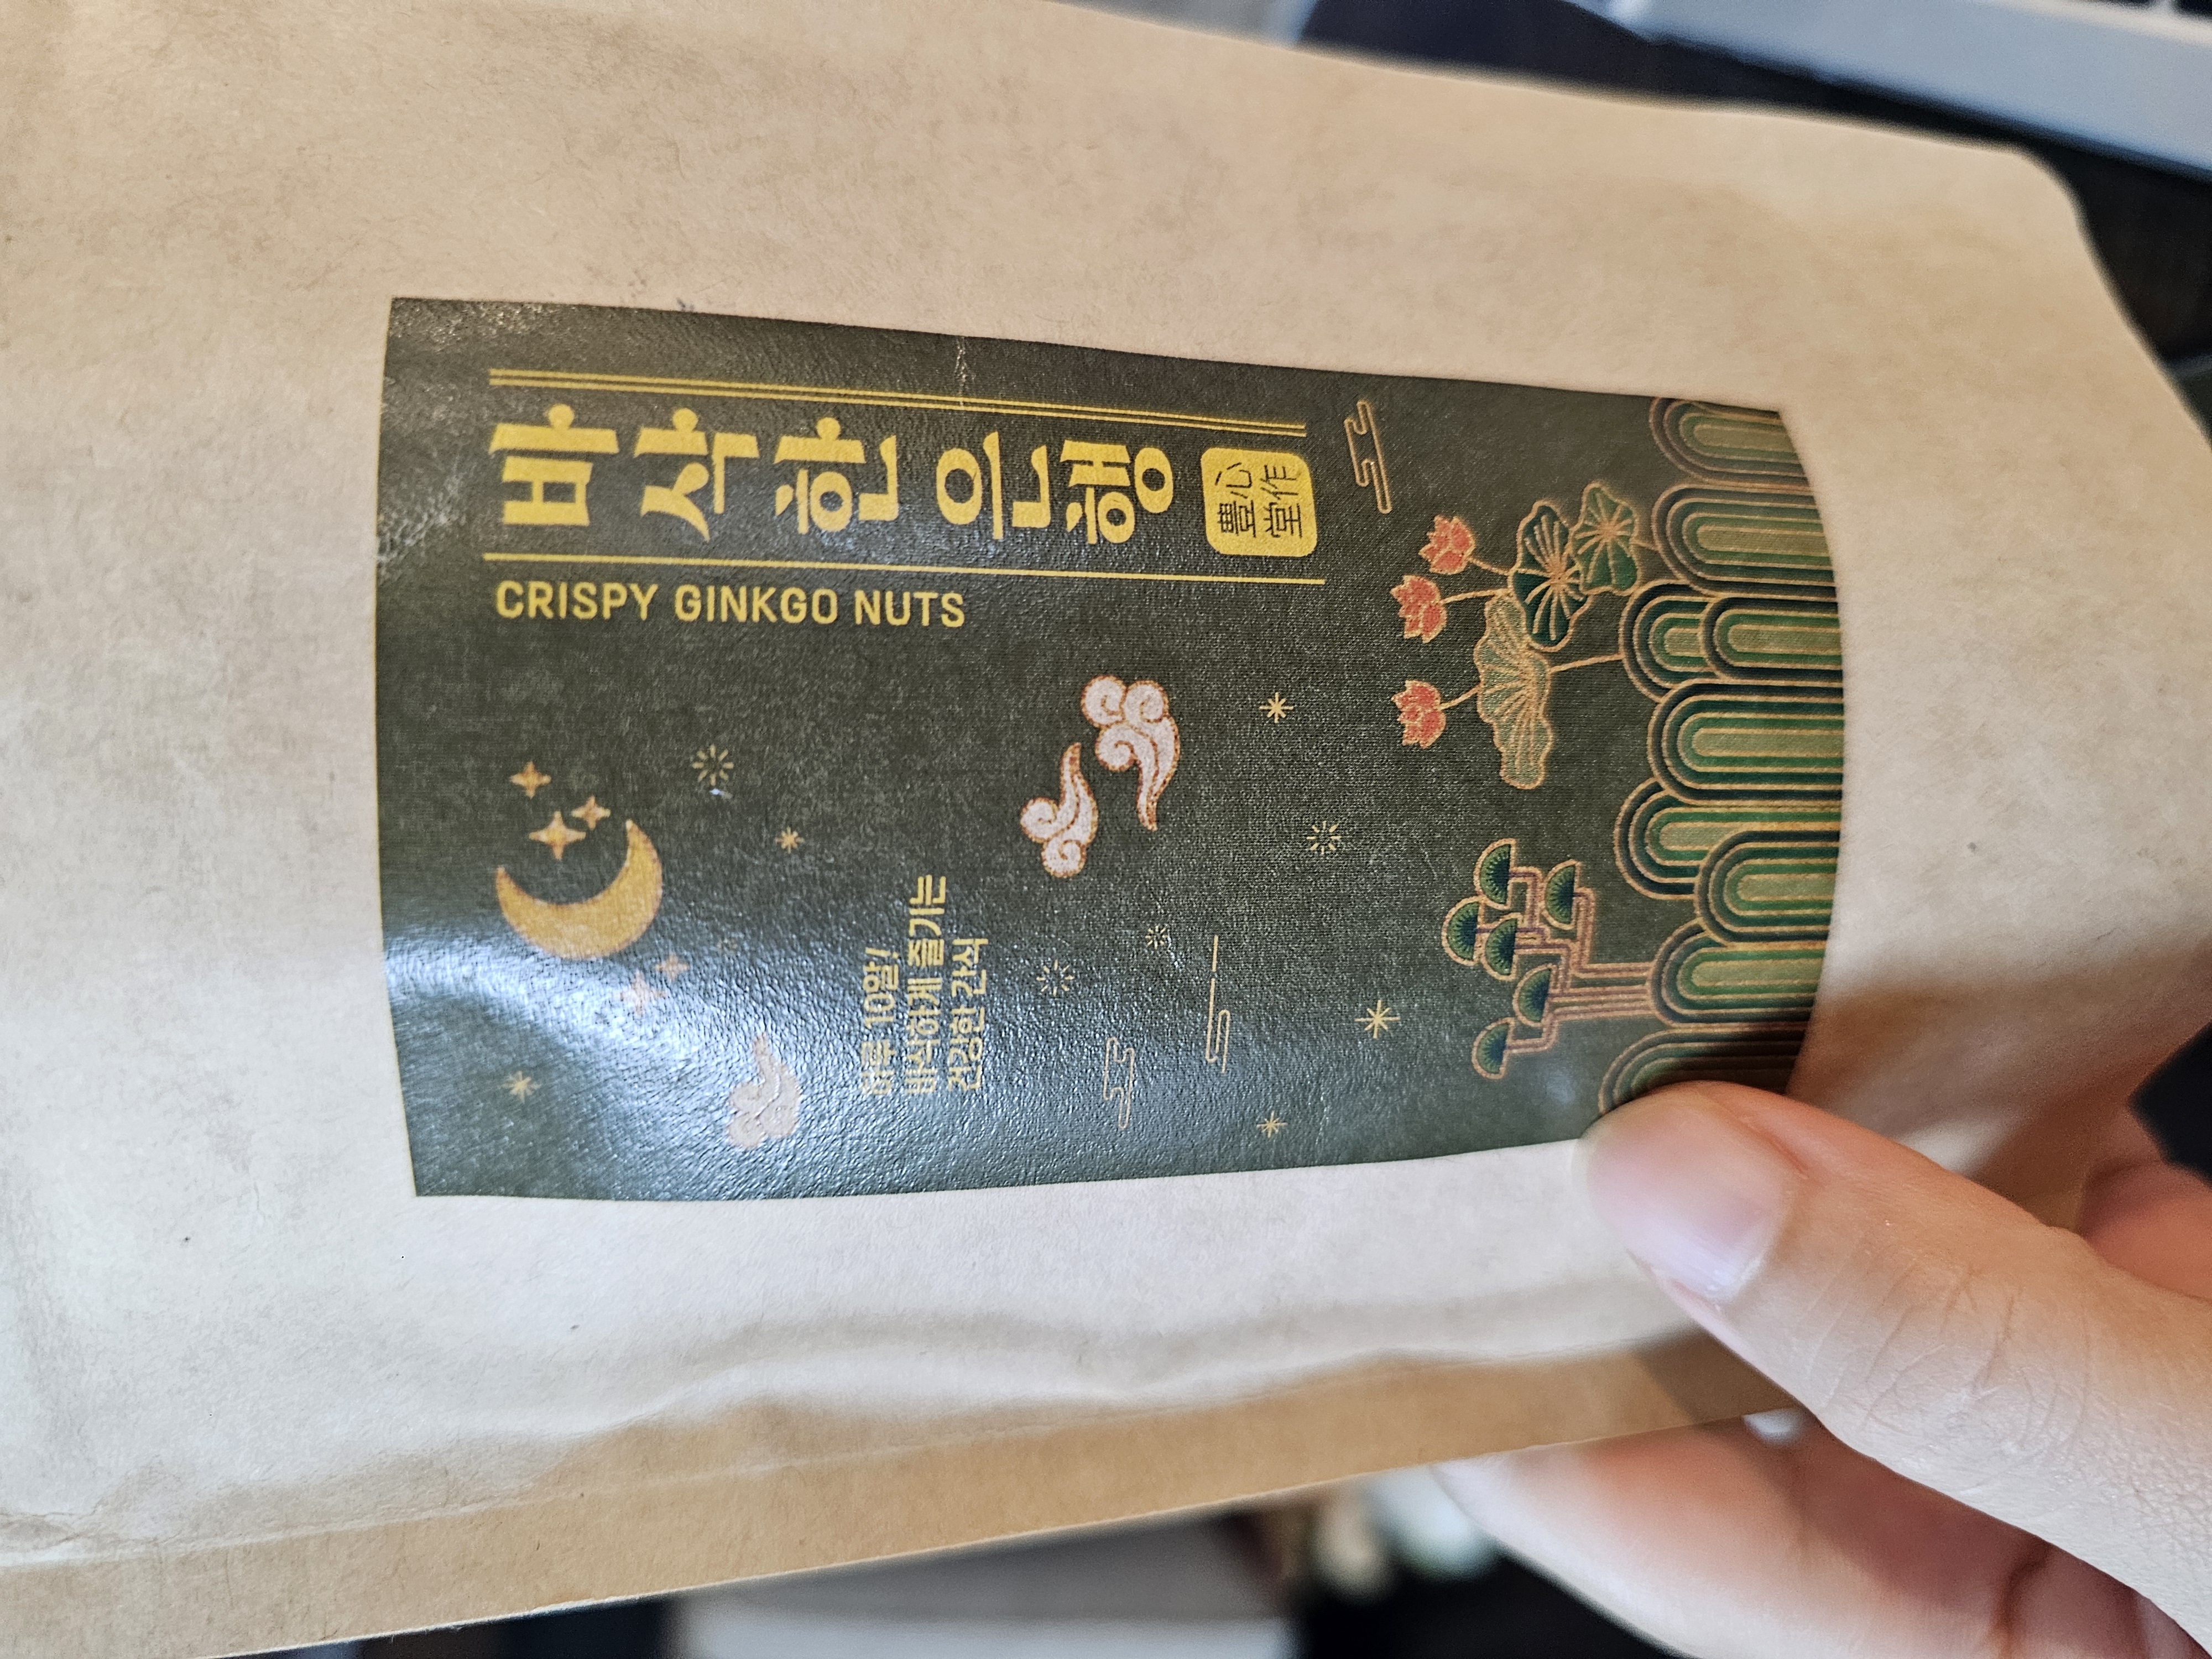 바삭한은행
豊心
堂作
CRISPY GINKGO NUTS
하루 10알!
바삭하게 즐기는
건강한 간식